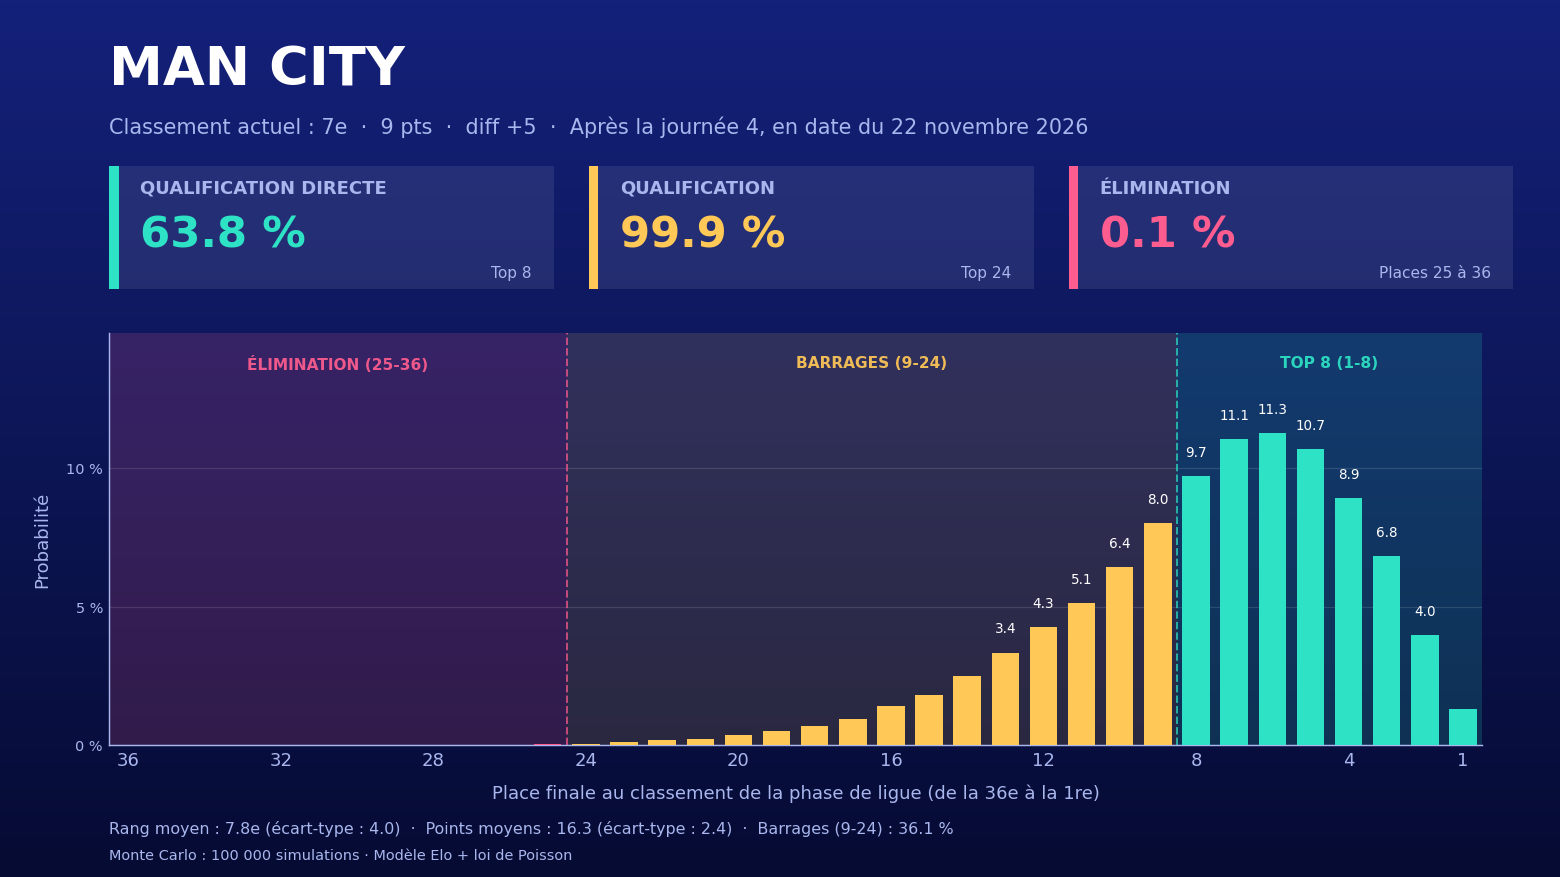 MAN CITY
Classement actuel : 7e · 9 pts · diff +5 · Après la journée 4, en date du 22 novembre 2026
QUALIFICATION DIRECTE
63.8 %
Top 8
QUALIFICATION
99.9 %
Top 24
ÉLIMINATION
0.1 %
Places 25 à 36
ÉLIMINATION (25-36)
BARRAGES (9-24)
TOP 8 (1-8)
Probabilité
10 %
5 %
0 %
3.4
4.3
5.1
6.4
8.0
9.7
11.1
11.3
10.7
8.9
6.8
4.0
36 32 28 24 20 16 12 8 4 1
Place finale au classement de la phase de ligue (de la 36e à la 1re)
Rang moyen : 7.8e (écart-type : 4.0) · Points moyens : 16.3 (écart-type : 2.4) · Barrages (9-24) : 36.1 %
Monte Carlo : 100 000 simulations · Modèle Elo + loi de Poisson